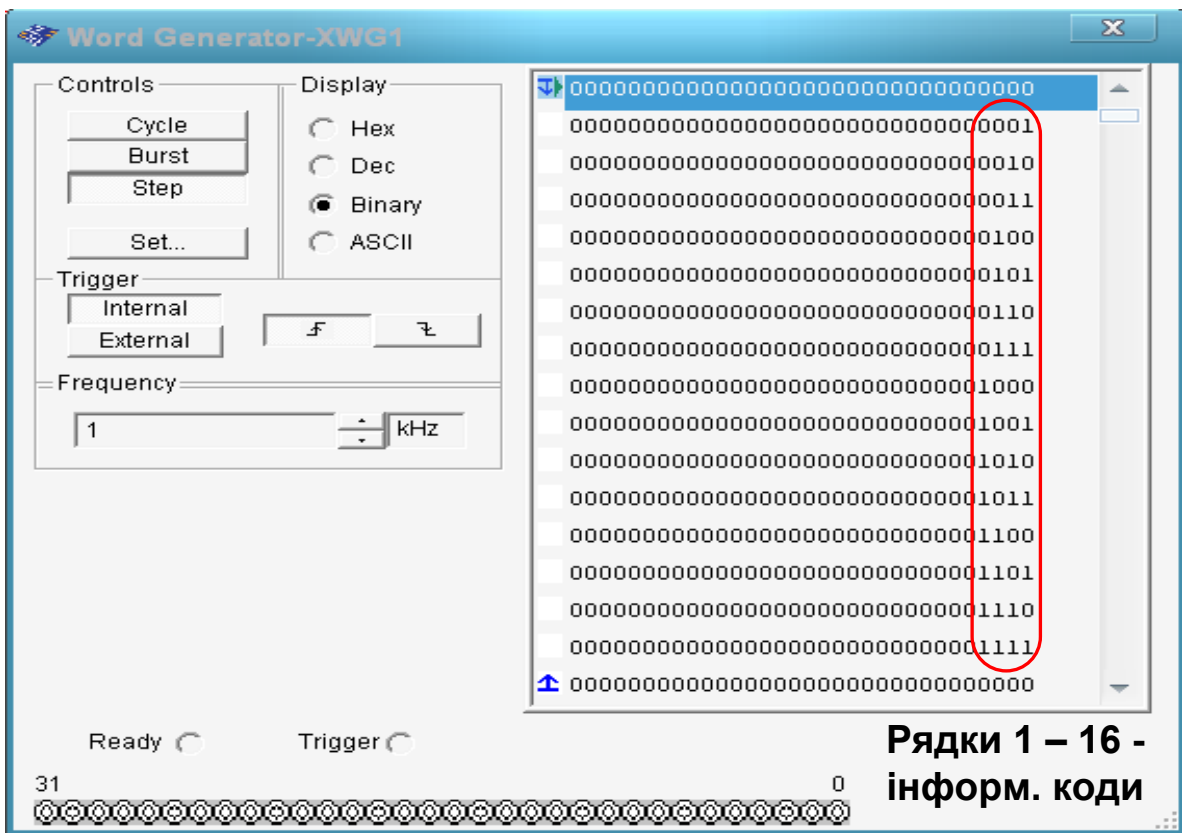 Word Generator-XWG1
Controls
Cycle
Burst
Step
Set...
Display
Hex
Dec
Binary
ASCII
Trigger
Internal
External
Frequency
1
kHz
00000000000000000000000000000000
00000000000000000000000000000001
00000000000000000000000000000010
00000000000000000000000000000011
00000000000000000000000000000100
00000000000000000000000000000101
00000000000000000000000000000110
00000000000000000000000000000111
00000000000000000000000000001000
00000000000000000000000000001001
00000000000000000000000000001010
00000000000000000000000000001011
00000000000000000000000000001100
00000000000000000000000000001101
00000000000000000000000000001110
00000000000000000000000000001111
00000000000000000000000000000000
Ready
Trigger
31
0
Рядки 1 – 16 -
інформ. коди